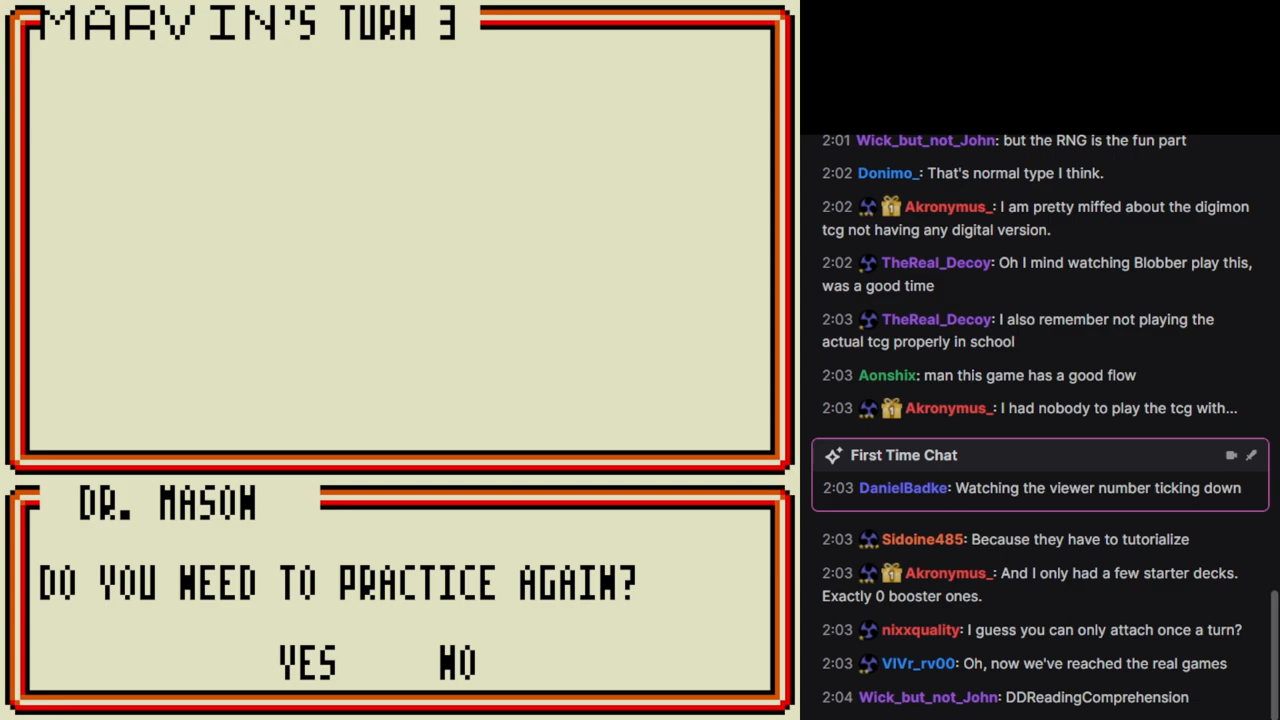 MARVIN'S TURN 3
DR. MASON
DO YOU NEED TO PRACTICE AGAIN?
YES NO
2:01 Wick_but_not_John: but the RNG is the fun part
2:02 Donimo_: That's normal type I think.
2:02 Akronymus_: I am pretty miffed about the digimon
tcg not having any digital version.
2:02 TheReal_Decoy: Oh I mind watching Blobber play this,
was a good time
2:03 TheReal_Decoy: I also remember not playing the
actual tcg properly in school
2:03 Aonshix: man this game has a good flow
2:03 Akronymus_: I had nobody to play the tcg with...
First Time Chat
2:03 DanielBadke: Watching the viewer number ticking down
2:03 Sidoine485: Because they have to tutorialize
2:03 Akronymus_: And I only had a few starter decks.
Exactly 0 booster ones.
2:03 nixxquality: I guess you can only attach once a turn?
2:03 VIVr_rv00: Oh, now we've reached the real games
2:04 Wick_but_not_John: DDReadingComprehension